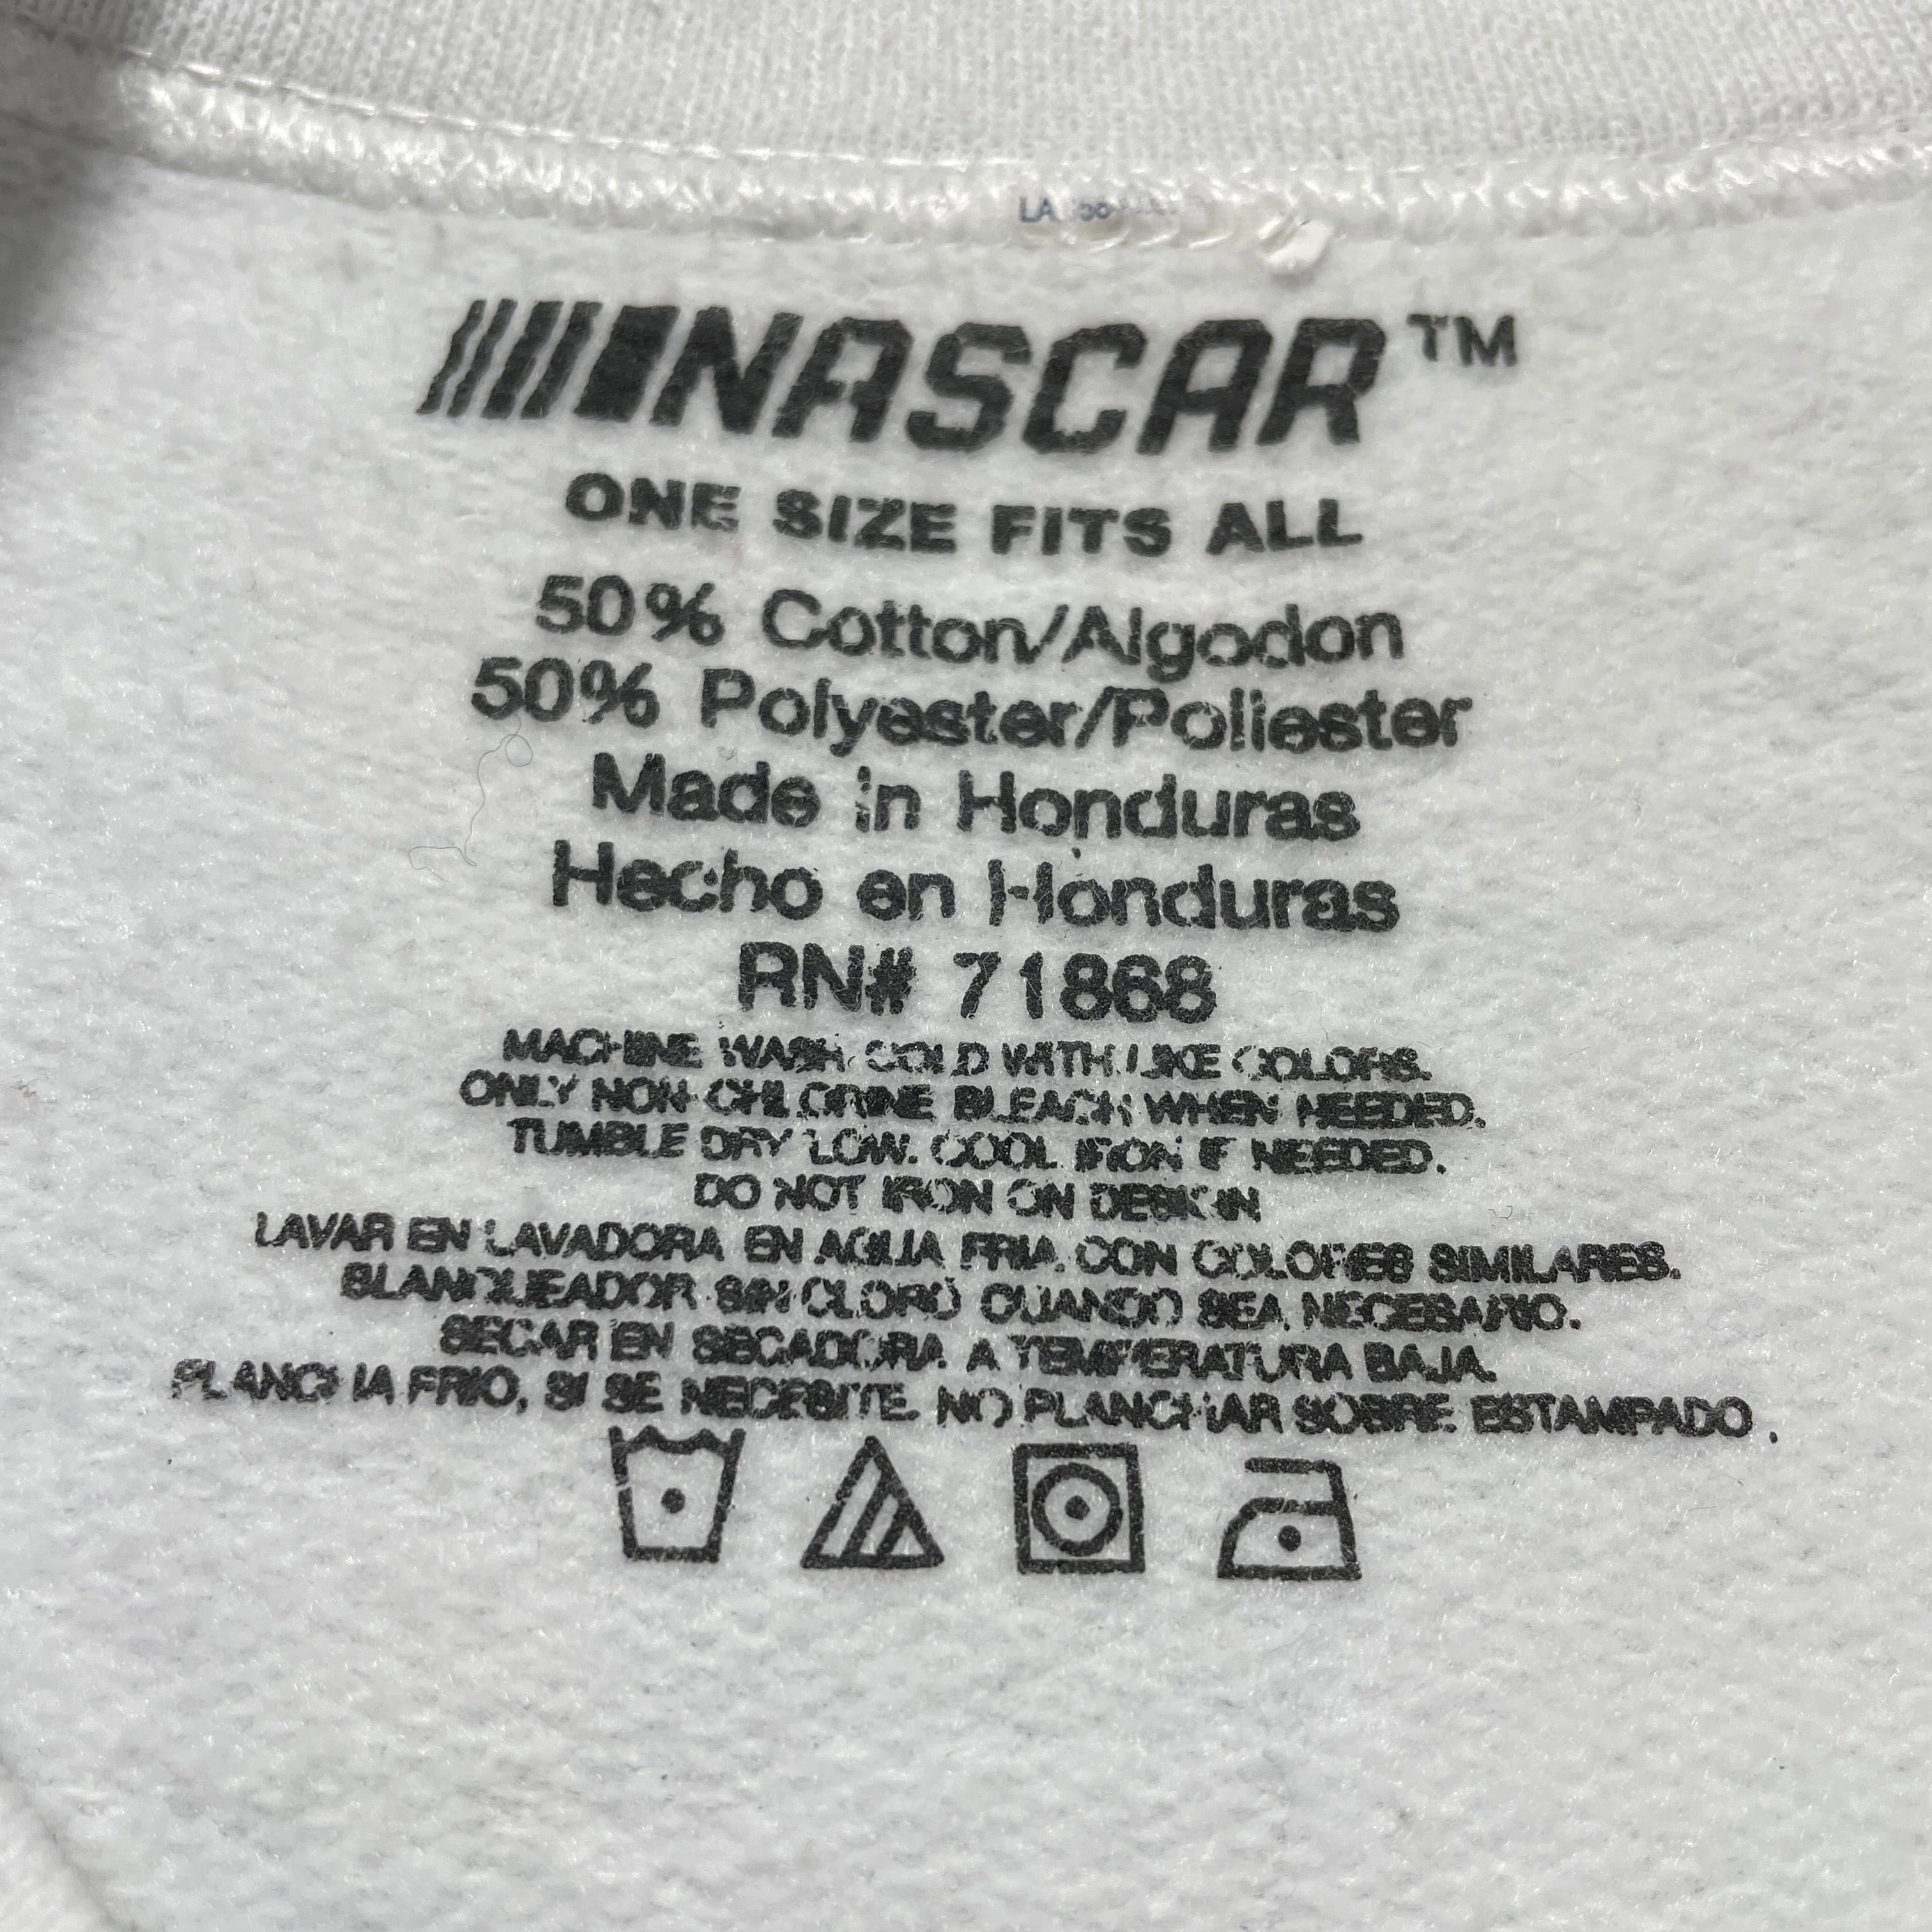 NASCAR™
ONE SIZE FITS ALL
50% Cotton/Algodon
50% Polyester/Poliester
Made in Honduras
Hecho en Honduras
RN# 71868
MACHINE WASH COLD WITH LIKE COLORS.
ONLY NON-CHLORINE BLEACH WHEN NEEDED.
TUMBLE DRY LOW. COOL IRON IF NEEDED.
DO NOT IRON ON DESIGN
LAVAR EN LAVADORA EN AGUA FRIA. CON COLORES SIMILARES.
BLANQUEADOR SIN CLORO CUANDO SEA NECESARIO.
SECAR EN SECADORA A TEMPERATURA BAJA.
PLANCHA FRIO, SI SE NECESITE. NO PLANCHAR SOBRE ESTAMPADO.